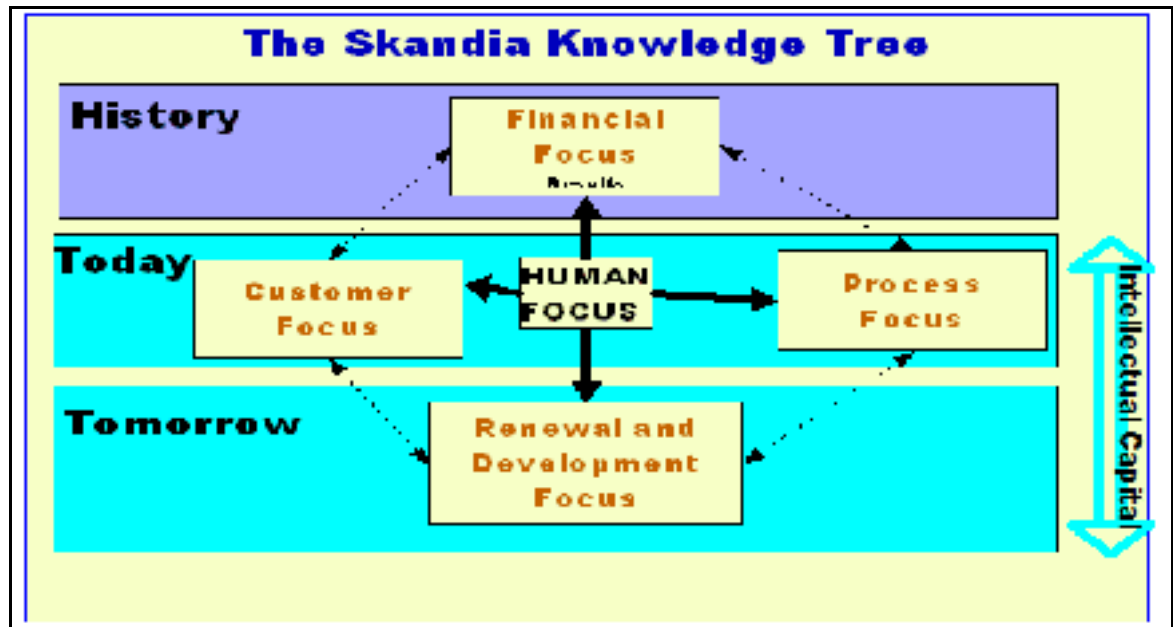 The Skandia Knowledge Tree
History
Financial
Focus
Results
Today
Customer
Focus
HUMAN
FOCUS
Process
Focus
Intellectual Capital
Tomorrow
Renewal and
Development
Focus